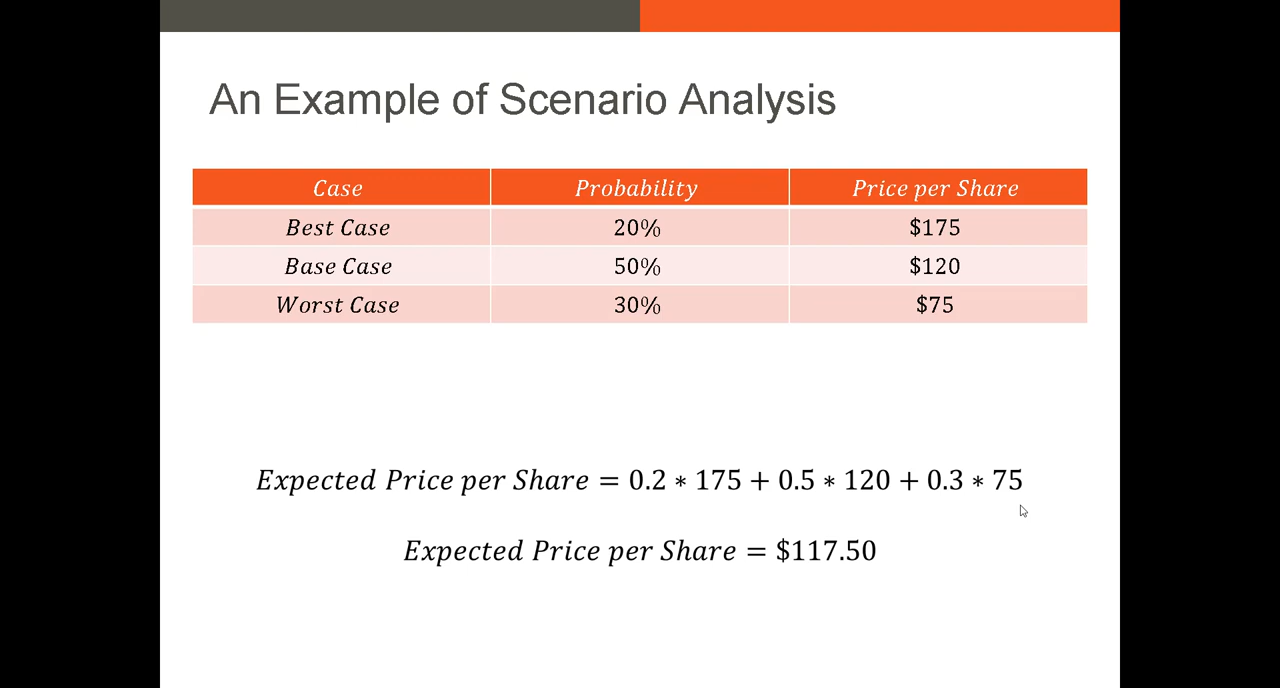 An Example of Scenario Analysis
Case Probability Price per Share
Best Case 20% $175
Base Case 50% $120
Worst Case 30% $75
Expected Price per Share = 0.2 ∗ 175 + 0.5 ∗ 120 + 0.3 ∗ 75
Expected Price per Share = $117.50